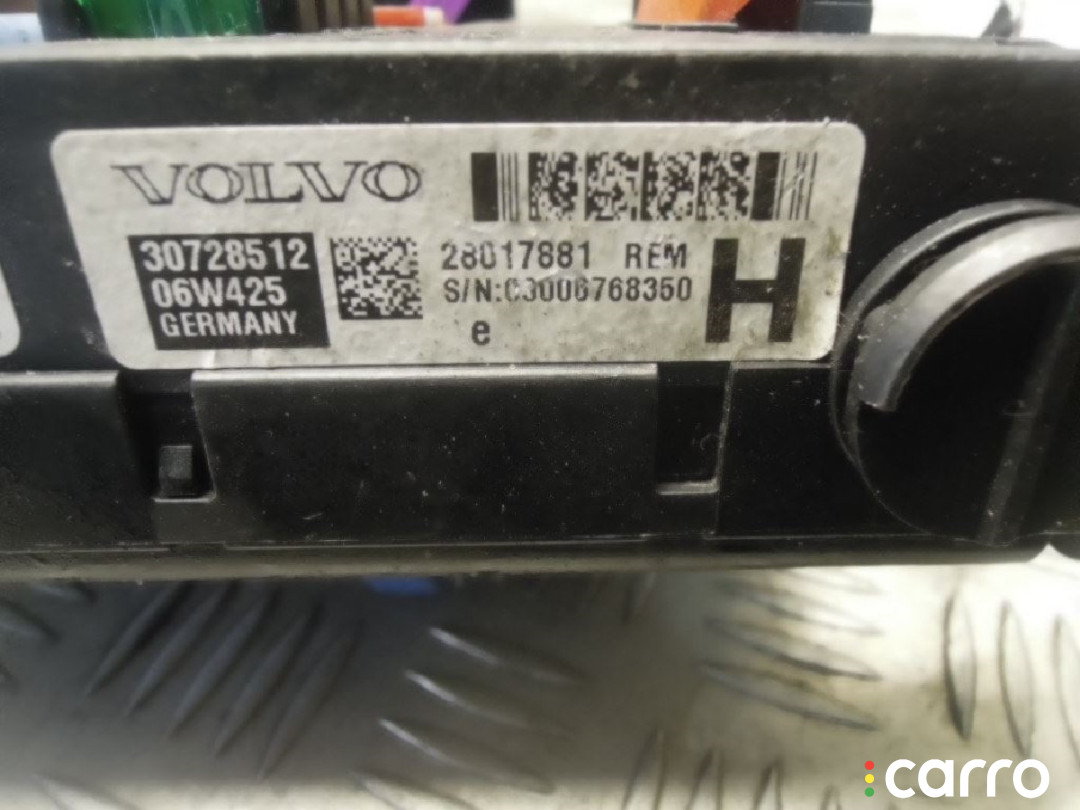 VOLVO
30728512
06W425
GERMANY
28017881 REM
S/N:C3006768350
e
H
carro